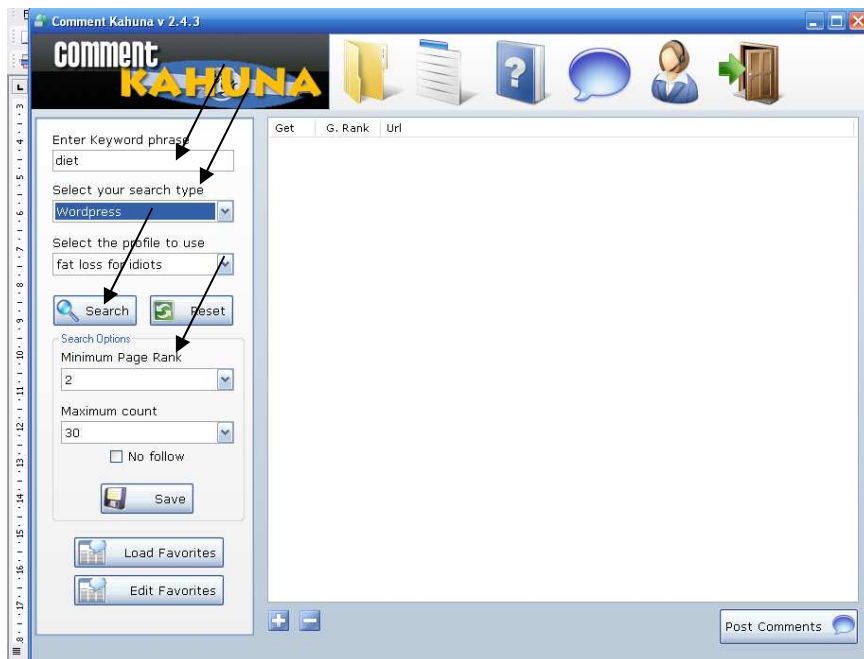 Comment Kahuna v 2.4.3
comment
KAHUNA
Get G. Rank Url
Enter Keyword phrase
diet
Select your search type
Wordpress
Select the profile to use
fat loss for idiots
Search Reset
Search Options
Minimum Page Rank
2
Maximum count
30
No follow
Save
Load Favorites
Edit Favorites
Post Comments